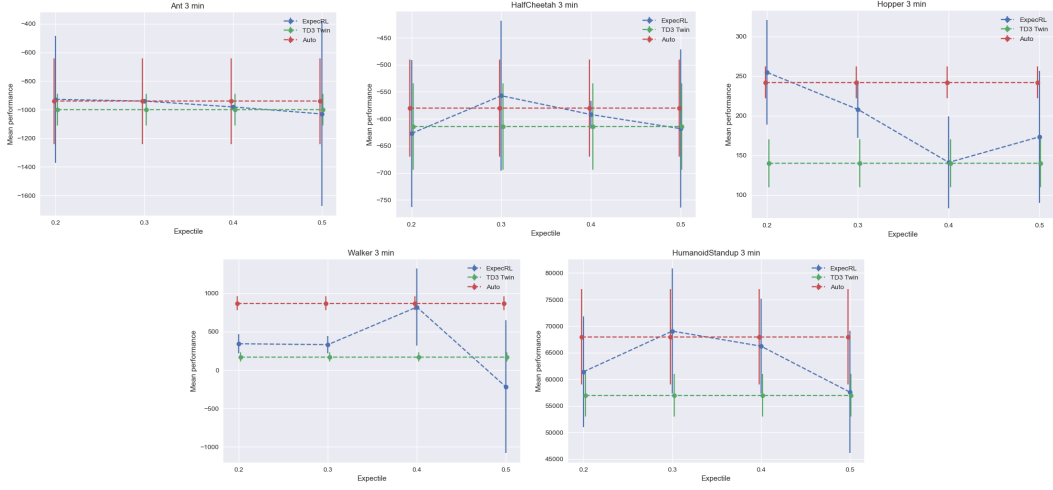 Ant 3 min
ExpecRL
TD3 Twin
Auto
Mean performance
−400
−600
−800
−1000
−1200
−1400
−1600
0.2
0.3
0.4
0.5
Expectile
HalfCheetah 3 min
ExpecRL
TD3 Twin
Auto
Mean performance
−450
−500
−550
−600
−650
−700
−750
0.2
0.3
0.4
0.5
Expectile
Hopper 3 min
ExpecRL
TD3 Twin
Auto
Mean performance
300
250
200
150
100
0.2
0.3
0.4
0.5
Expectile
Walker 3 min
ExpecRL
TD3 Twin
Auto
Mean performance
1000
500
0
−500
−1000
0.2
0.3
0.4
0.5
Expectile
HumanoidStandup 3 min
ExpecRL
TD3 Twin
Auto
Mean performance
80000
75000
70000
65000
60000
55000
50000
45000
0.2
0.3
0.4
0.5
Expectile